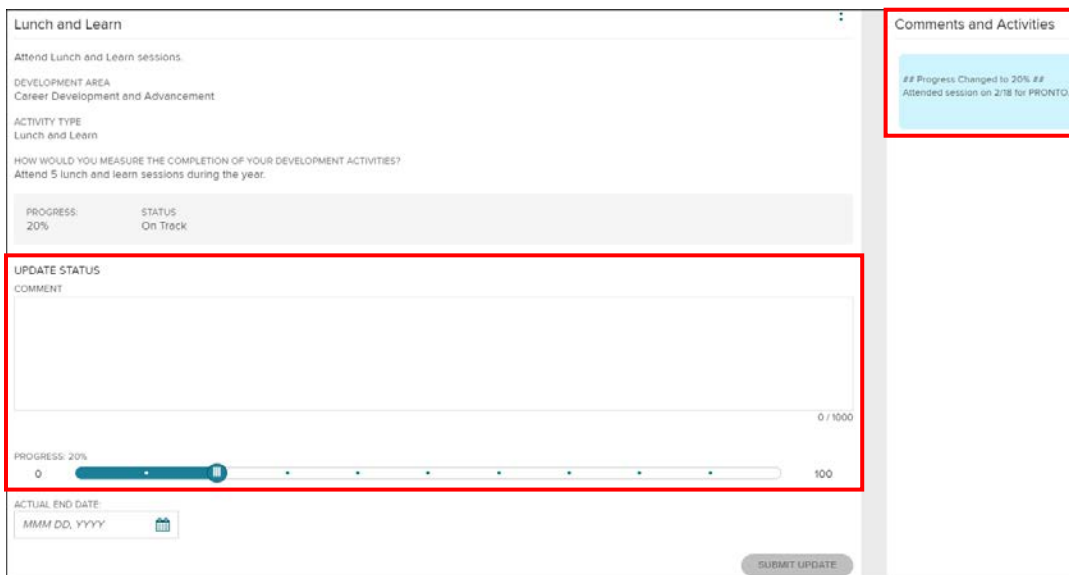 Lunch and Learn
Attend Lunch and Learn sessions.
DEVELOPMENT AREA
Career Development and Advancement
ACTIVITY TYPE
Lunch and Learn
HOW WOULD YOU MEASURE THE COMPLETION OF YOUR DEVELOPMENT ACTIVITIES?
Attend 5 lunch and learn sessions during the year.
PROGRESS: STATUS
20% On Track
UPDATE STATUS
COMMENT
0 / 1000
PROGRESS: 20%
0 100
ACTUAL END DATE:
MMM DD, YYYY
SUBMIT UPDATE
Comments and Activities
## Progress Changed to 20% ##
Attended session on 2/18 for PRONTO.